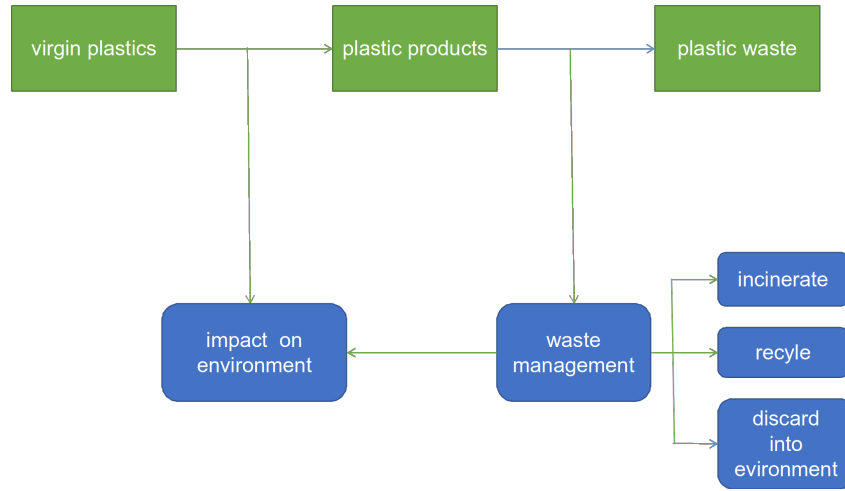 virgin plastics
plastic products
plastic waste
impact on
environment
waste
management
incinerate
recyle
discard
into
evironment